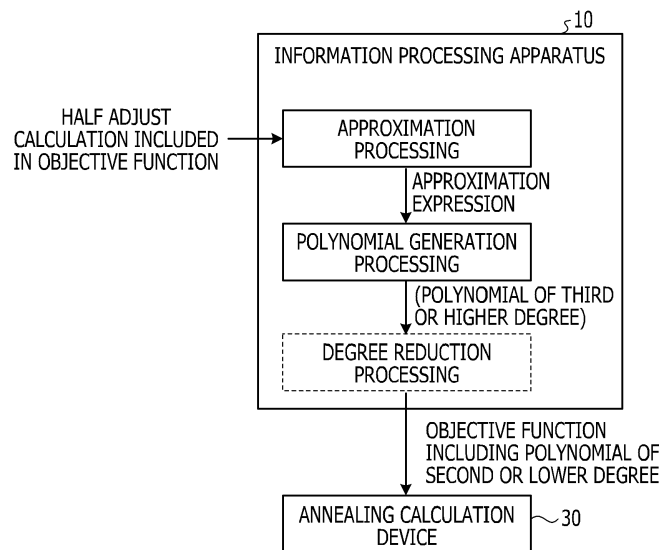 10
INFORMATION PROCESSING APPARATUS
HALF ADJUST
CALCULATION INCLUDED
IN OBJECTIVE FUNCTION
APPROXIMATION
PROCESSING
APPROXIMATION
EXPRESSION
POLYNOMIAL GENERATION
PROCESSING
(POLYNOMIAL OF THIRD
OR HIGHER DEGREE)
DEGREE REDUCTION
PROCESSING
OBJECTIVE FUNCTION
INCLUDING POLYNOMIAL OF
SECOND OR LOWER DEGREE
ANNEALING CALCULATION
DEVICE
30